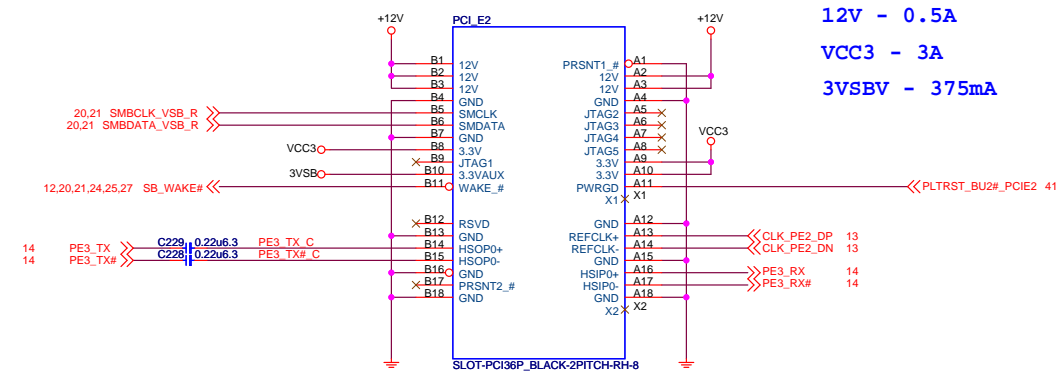 12V - 0.5A
VCC3 - 3A
3VSBV - 375mA
+12V
PCI_E2
+12V
B1 12V PRSNT1_# A1
B2 12V 12V A2
B3 12V 12V A3
B4 GND GND A4
20,21 SMBCLK_VSB_R B5 SMCLK JTAG2 A5
20,21 SMBDATA_VSB_R B6 SMDATA JTAG3 A6
B7 GND JTAG4 A7
VCC3 B8 3.3V JTAG5 A8 VCC3
B9 JTAG1 3.3V A9
3VSB B10 3.3VAUX 3.3V A10
12,20,21,24,25,27 SB_WAKE# B11 WAKE_# PWRGD A11 PLTRST_BU2#_PCIE2 41
X1 X1
B12 RSVD GND A12
B13 GND REFCLK+ A13 CLK_PE2_DP 13
14 PE3_TX C229 0.22u6.3 PE3_TX_C B14 HSOP0+ REFCLK- A14 CLK_PE2_DN 13
14 PE3_TX# C228 0.22u6.3 PE3_TX#_C B15 HSOP0- GND A15
B16 GND HSIP0+ A16 PE3_RX 14
B17 PRSNT2_# HSIP0- A17 PE3_RX# 14
B18 GND GND A18
X2 X2
SLOT-PCI36P_BLACK-2PITCH-RH-8